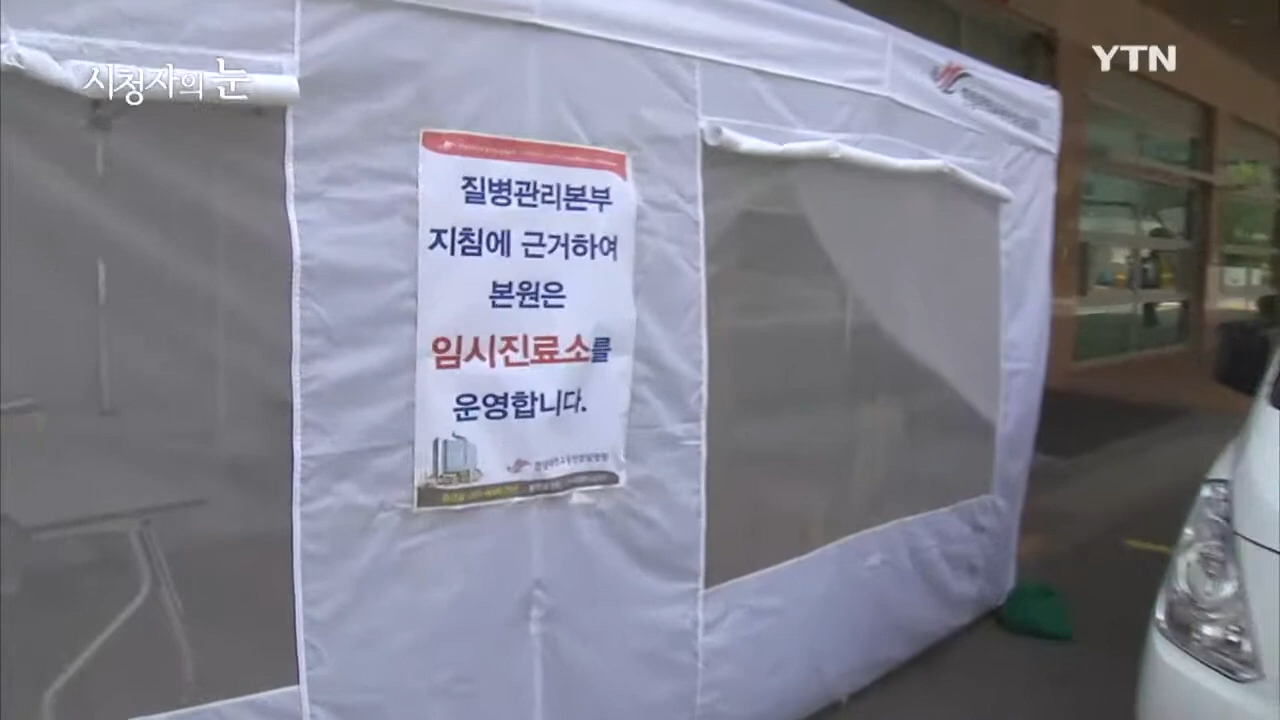 시청자의 눈
YTN
질병관리본부
지침에 근거하여
본원은
임시진료소를
운영합니다.